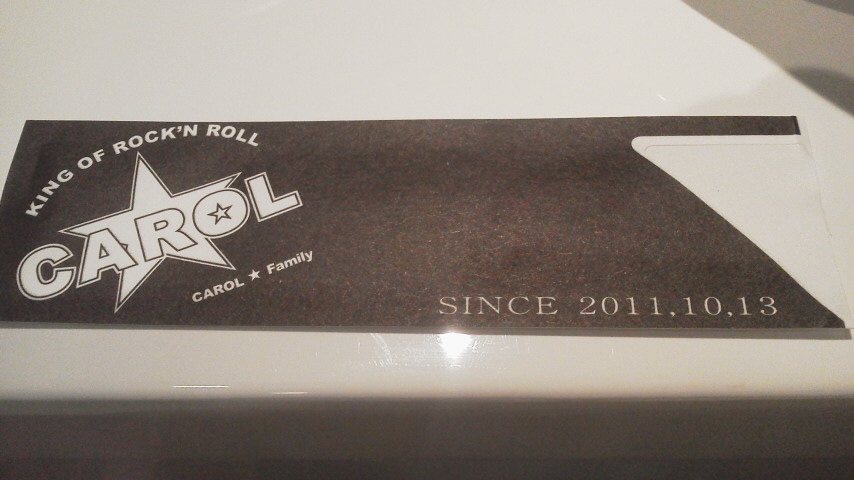 KING OF ROCK'N ROLL
CAROL
CAROL ★ Family
SINCE 2011,10,13